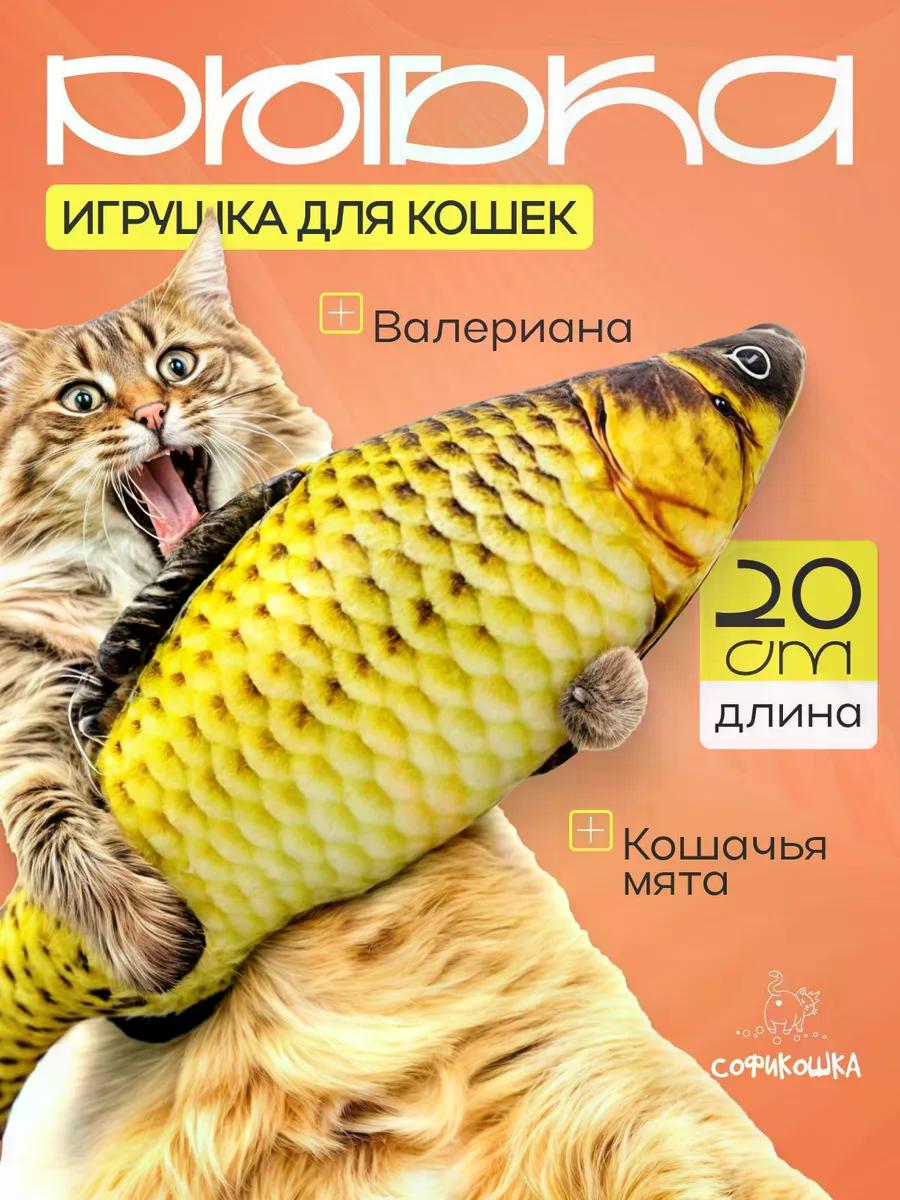 РЫБКА
ИГРУШКА ДЛЯ КОШЕК
Валериана
20
см
длина
Кошачья
мята
СОФИКОШКА